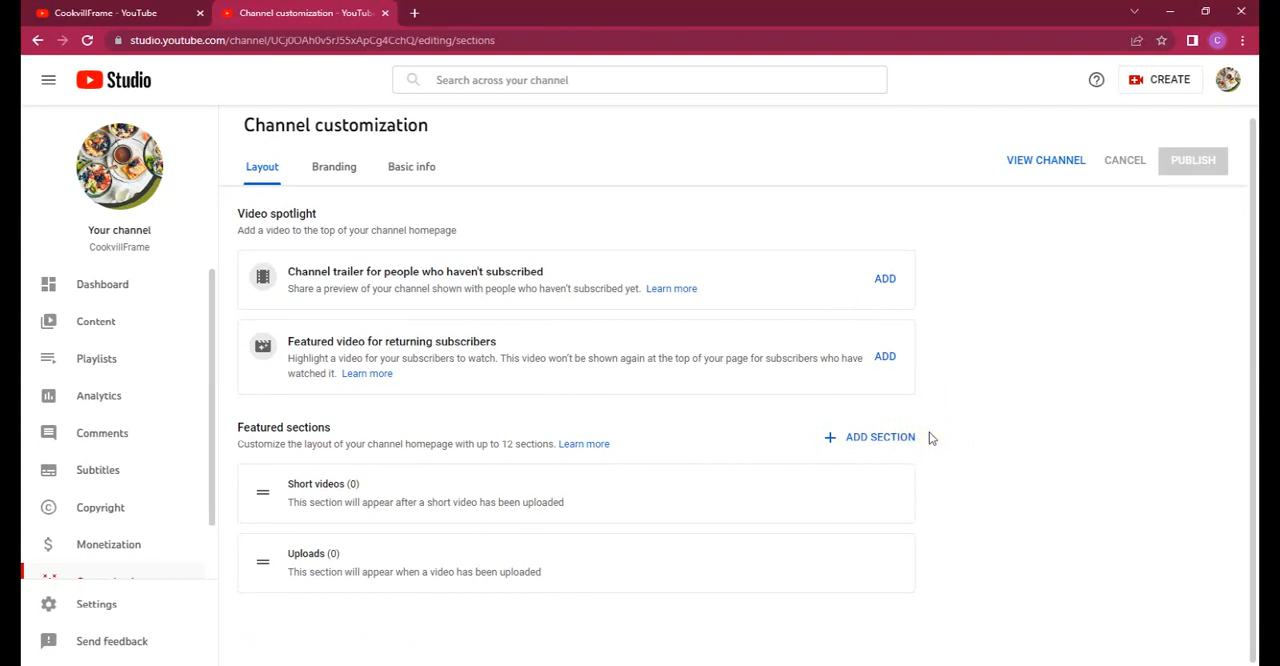 CookvillFrame - YouTube
Channel customization - YouTub
studio.youtube.com/channel/UCj0OAh0v5rJ55xApCg4CchQ/editing/sections
C
Studio
Search across your channel
CREATE
Channel customization
Layout
Branding
Basic info
VIEW CHANNEL
CANCEL
PUBLISH
Your channel
CookvillFrame
Dashboard
Content
Playlists
Analytics
Comments
Subtitles
Copyright
Monetization
Settings
Send feedback
Video spotlight
Add a video to the top of your channel homepage
Channel trailer for people who haven't subscribed
Share a preview of your channel shown with people who haven't subscribed yet. Learn more
ADD
Featured video for returning subscribers
Highlight a video for your subscribers to watch. This video won't be shown again at the top of your page for subscribers who have
watched it. Learn more
ADD
Featured sections
Customize the layout of your channel homepage with up to 12 sections. Learn more
+ ADD SECTION
Short videos (0)
This section will appear after a short video has been uploaded
Uploads (0)
This section will appear when a video has been uploaded